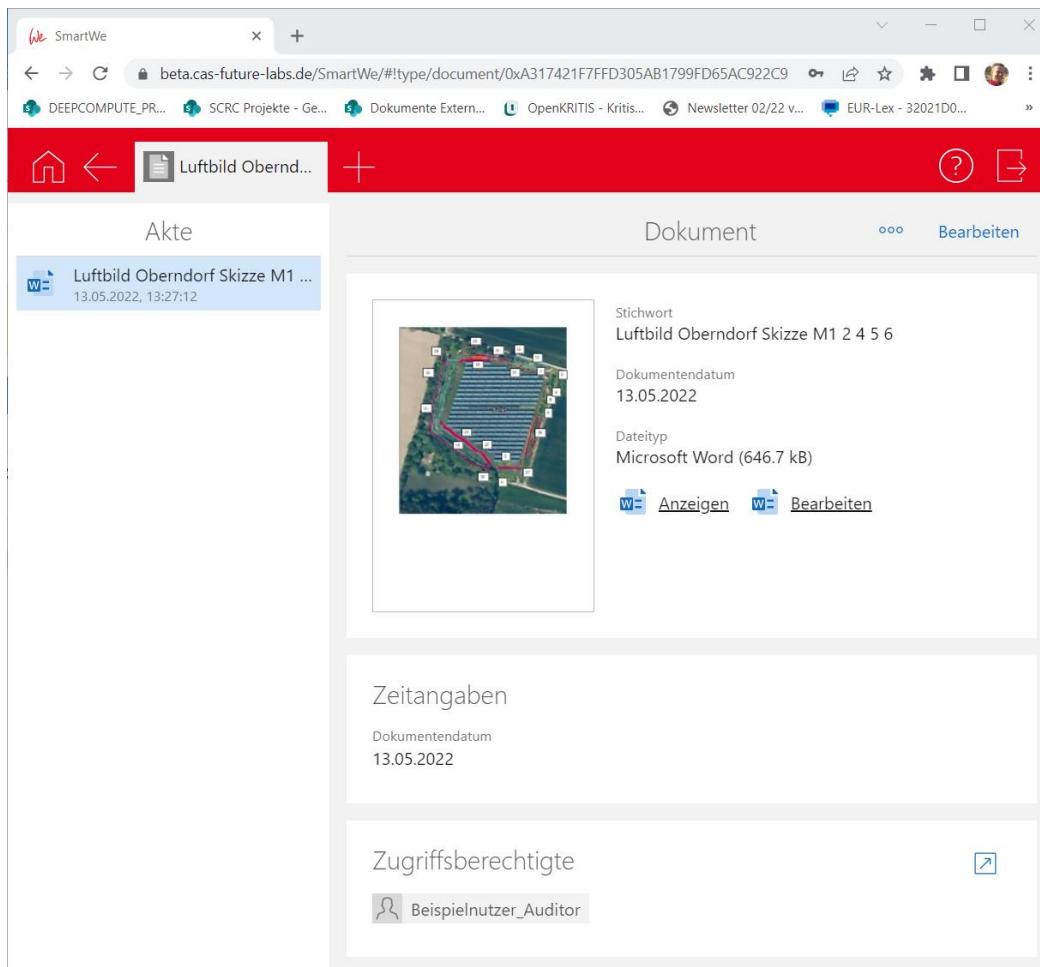 SmartWe
beta.cas-future-labs.de/SmartWe/#!type/document/0xA317421F7FFD305AB1799FD65AC922C9
DEEPCOMPUTE_PR... SCRC Projekte - Ge... Dokumente Extern... OpenKRITIS - Kritis... Newsletter 02/22 v... EUR-Lex - 32021D0... »
Luftbild Obernd...
Akte
Luftbild Oberndorf Skizze M1 ...
13.05.2022, 13:27:12
Dokument
Bearbeiten
Stichwort
Luftbild Oberndorf Skizze M1 2 4 5 6
Dokumentendatum
13.05.2022
Dateityp
Microsoft Word (646.7 kB)
Anzeigen Bearbeiten
Zeitangaben
Dokumentendatum
13.05.2022
Zugriffsberechtigte
Beispielnutzer_Auditor